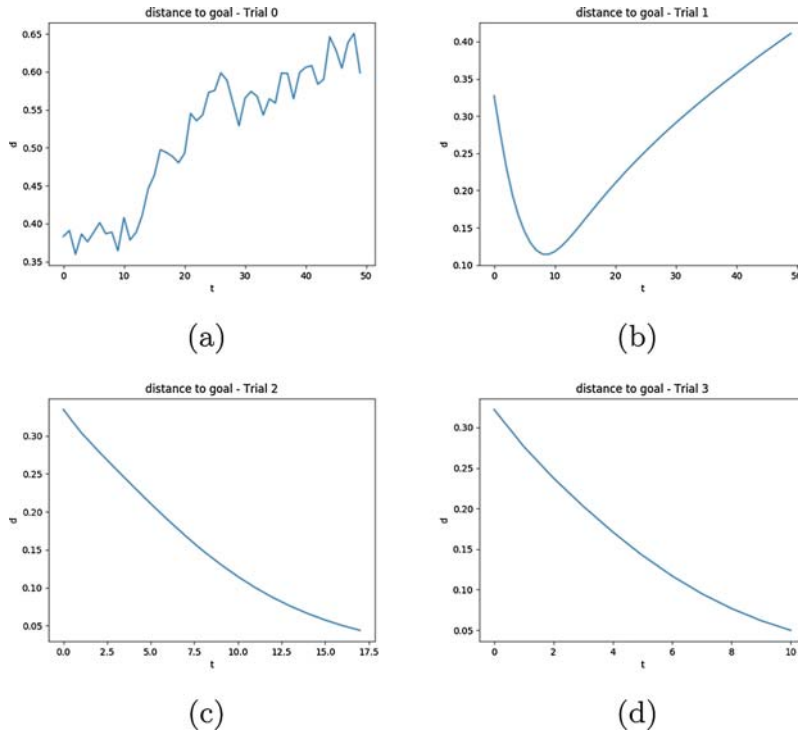 distance to goal - Trial 0
0.65
0.60
0.55
0.50
0.45
0.40
0.35
d
0 10 20 30 40 50
t
(a)
distance to goal - Trial 1
0.40
0.35
0.30
0.25
0.20
0.15
0.10
d
0 10 20 30 40 50
t
(b)
distance to goal - Trial 2
0.30
0.25
0.20
0.15
0.10
0.05
d
0.0 2.5 5.0 7.5 10.0 12.5 15.0 17.5
t
(c)
distance to goal - Trial 3
0.30
0.25
0.20
0.15
0.10
0.05
d
0 2 4 6 8 10
t
(d)